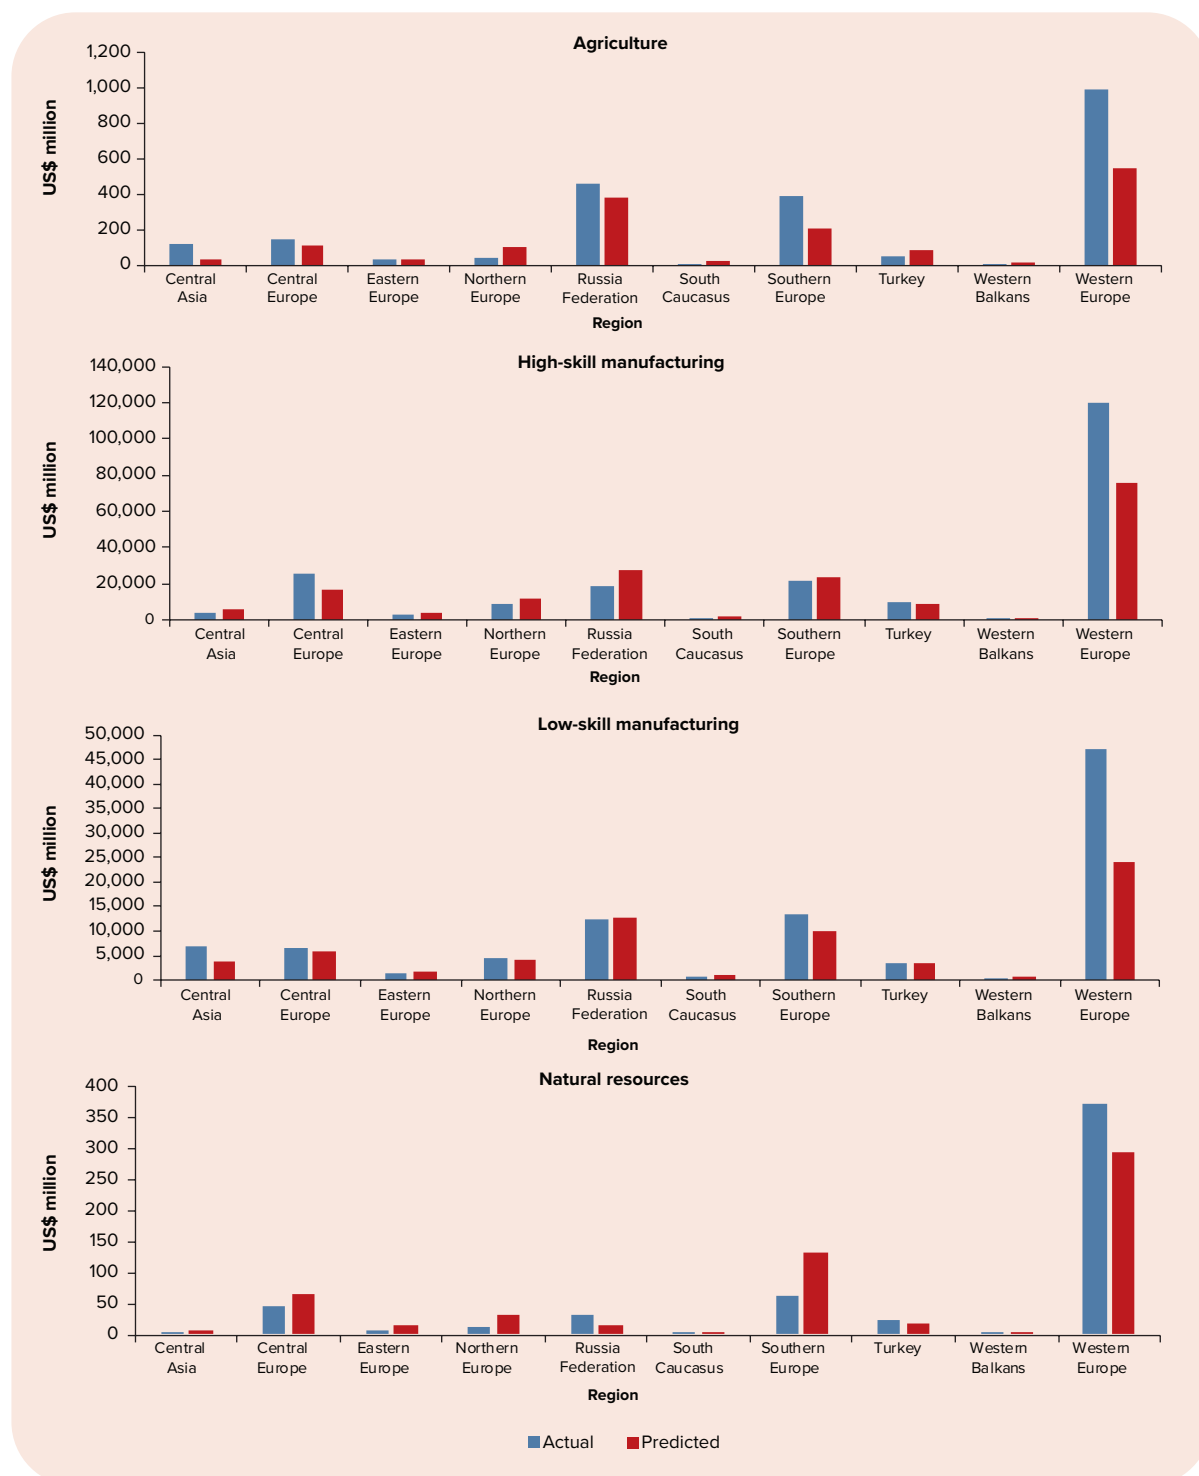 Agriculture
US$ million
1,200
1,000
800
600
400
200
0
Central Asia
Central Europe
Eastern Europe
Northern Europe
Russia Federation
South Caucasus
Southern Europe
Turkey
Western Balkans
Western Europe
Region
High-skill manufacturing
US$ million
140,000
120,000
100,000
80,000
60,000
40,000
20,000
0
Central Asia
Central Europe
Eastern Europe
Northern Europe
Russia Federation
South Caucasus
Southern Europe
Turkey
Western Balkans
Western Europe
Region
Low-skill manufacturing
US$ million
50,000
45,000
40,000
35,000
30,000
25,000
20,000
15,000
10,000
5,000
0
Central Asia
Central Europe
Eastern Europe
Northern Europe
Russia Federation
South Caucasus
Southern Europe
Turkey
Western Balkans
Western Europe
Region
Natural resources
US$ million
400
350
300
250
200
150
100
50
0
Central Asia
Central Europe
Eastern Europe
Northern Europe
Russia Federation
South Caucasus
Southern Europe
Turkey
Western Balkans
Western Europe
Region
Actual
Predicted